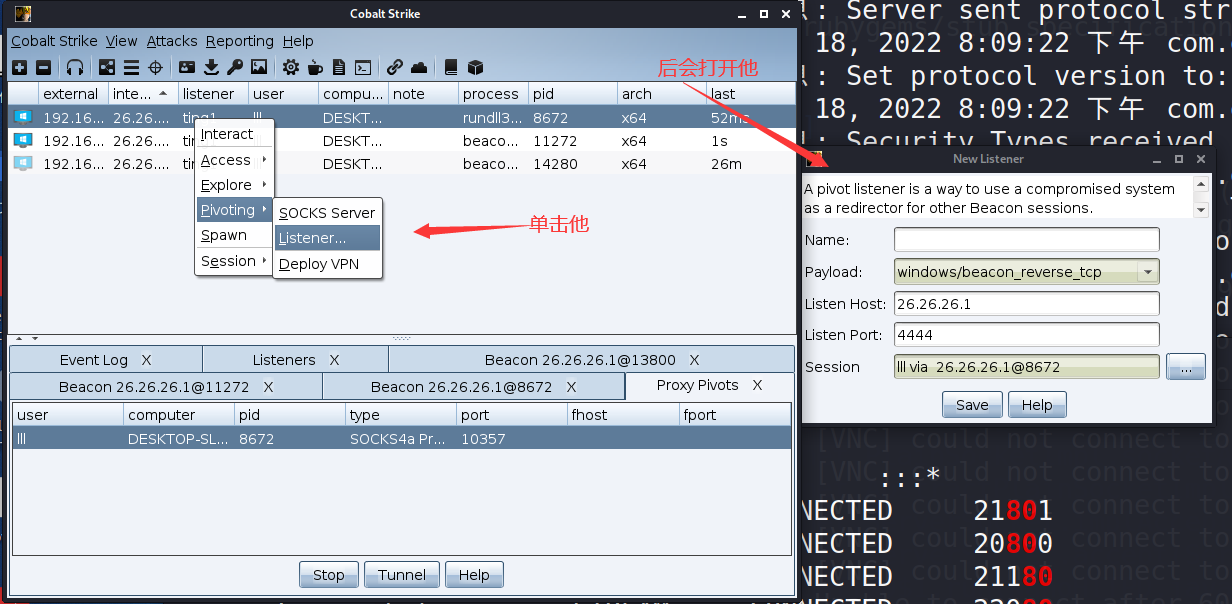 Cobalt Strike
Cobalt Strike View Attacks Reporting Help
external inte... listener user compu... note process pid arch last
192.16... 26.26.... ting1 lll DESKT... rundll3... 8672 x64 52ms
192.16... 26.26.... DESKT... beaco... 11272 x64 1s
192.16... 26.26.... DESKT... beaco... 14280 x64 26m
Interact
Access
Explore
Pivoting
Spawn
Session
SOCKS Server
Listener...
Deploy VPN
单击他
后会打开他
Event Log X Listeners X Beacon 26.26.26.1@13800 X
Beacon 26.26.26.1@11272 X Beacon 26.26.26.1@8672 X Proxy Pivots X
user computer pid type port fhost fport
lll DESKTOP-SL... 8672 SOCKS4a Pr... 10357
Stop Tunnel Help
: Server sent protocol str
18, 2022 8:09:22 下午 com.
: Set protocol version to:
18, 2022 8:09:22 下午 com.
: Security Types received
New Listener
A pivot listener is a way to use a compromised system
as a redirector for other Beacon sessions.
Name:
Payload: windows/beacon_reverse_tcp
Listen Host: 26.26.26.1
Listen Port: 4444
Session lll via 26.26.26.1@8672 ...
Save Help
[VNC] could not connect to
[VNC] could not connect to
:::*
NECTED 21801
NECTED 20800
NECTED 21180